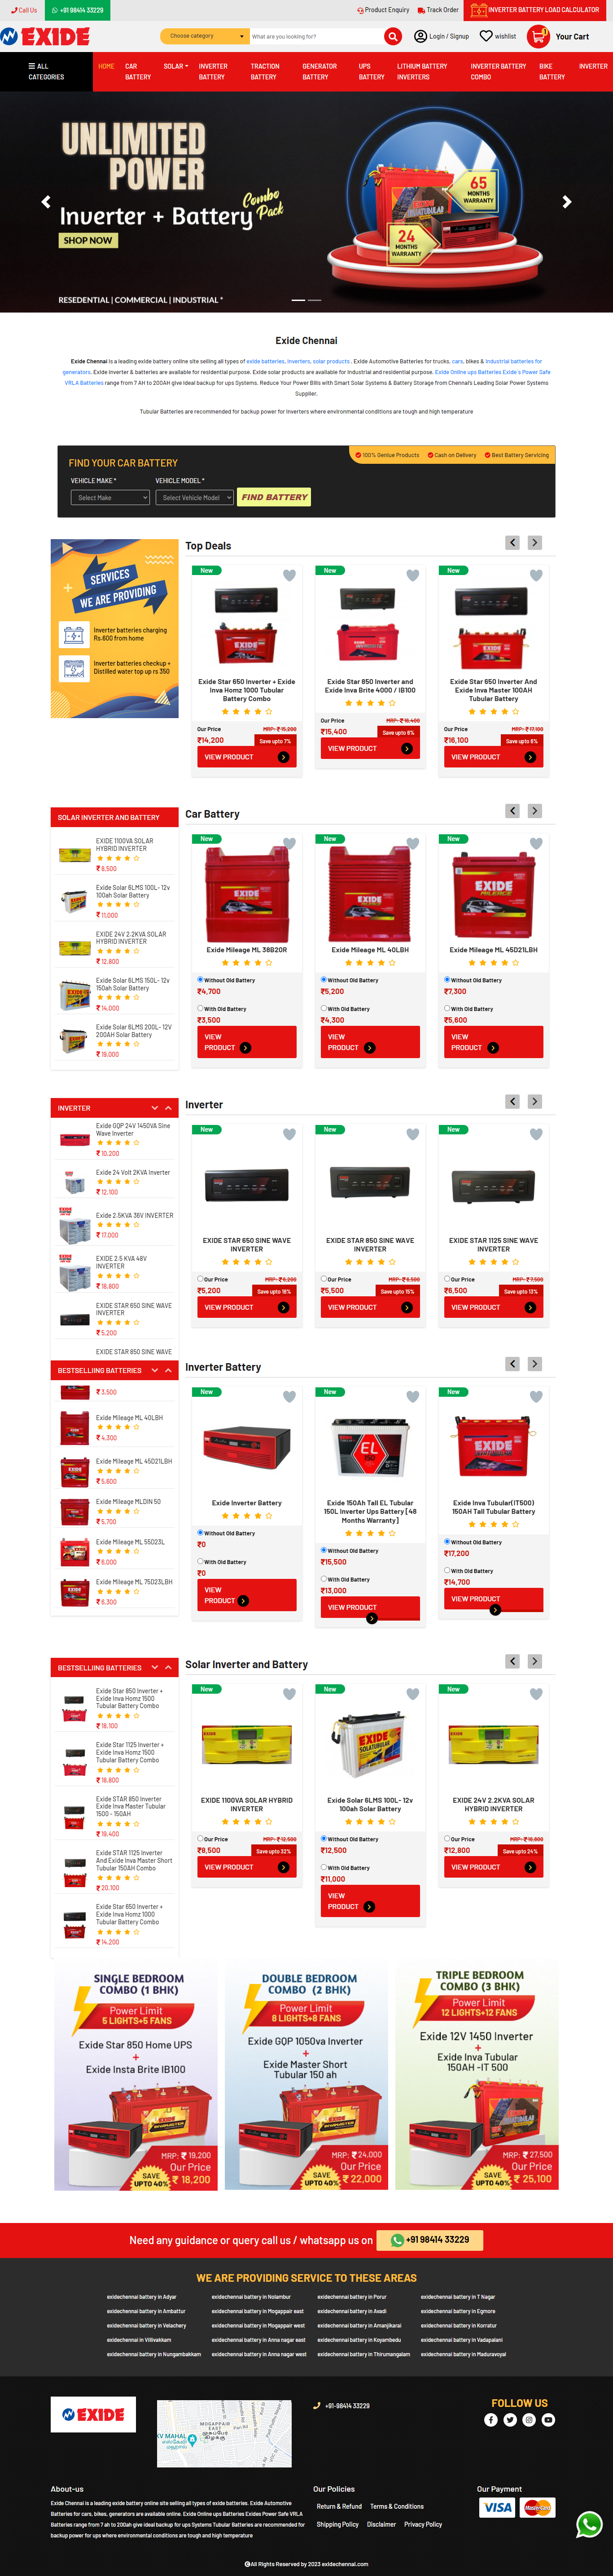 Call Us
+91 98414 33229
Product Enquiry
Track Order
INVERTER BATTERY LOAD CALCULATOR
EXIDE
Choose category
What are you looking for?
Login / Signup
wishlist
Your Cart
ALL CATEGORIES
HOME
CAR BATTERY
SOLAR
INVERTER BATTERY
TRACTION BATTERY
GENERATOR BATTERY
UPS BATTERY
LITHIUM BATTERY INVERTERS
INVERTER BATTERY COMBO
BIKE BATTERY
INVERTER
UNLIMITED
POWER
Inverter + Battery Combo Pack
SHOP NOW
65 MONTHS WARRANTY
24 MONTHS WARRANTY
RESEDENTIAL | COMMERCIAL | INDUSTRIAL *
Exide Chennai
Exide Chennai is a leading exide battery online site selling all types of exide batteries, inverters, solar products . Exide Automotive Batteries for trucks, cars, bikes & Industrial batteries for
generators. Exide inverter & batteries are available for residential purpose. Exide solar products are available for Industrial and residential purpose. Exide Online ups Batteries Exide's Power Safe
VRLA Batteries range from 7 AH to 200AH give Ideal backup for ups Systems. Reduce Your Power Bills with Smart Solar Systems & Battery Storage from Chennai's Leading Solar Power Systems
Supplier.
Tubular Batteries are recommended for backup power for Inverters where environmental conditions are tough and high temperature
100% Geniue Products
Cash on Delivery
Best Battery Servicing
FIND YOUR CAR BATTERY
VEHICLE MAKE *
VEHICLE MODEL *
Select Make
Select Vehicle Model
FIND BATTERY
SERVICES
WE ARE PROVIDING
Inverter batteries charging
Rs.600 from home
Inverter batteries checkup +
Distilled water top up rs 350
Top Deals
New
Exide Star 650 Inverter + Exide
Inva Homz 1000 Tubular
Battery Combo
Our Price
MRP: ₹ 15,200
₹14,200
Save upto 7%
VIEW PRODUCT
New
Exide Star 850 Inverter and
Exide Inva Brite 4000 / IB100
Our Price
MRP: ₹ 16,400
₹15,400
Save upto 6%
VIEW PRODUCT
New
Exide Star 650 Inverter And
Exide Inva Master 100AH
Tubular Battery
Our Price
MRP: ₹ 17,100
₹16,100
Save upto 6%
VIEW PRODUCT
SOLAR INVERTER AND BATTERY
EXIDE 1100VA SOLAR
HYBRID INVERTER
₹ 8,500
Exide Solar 6LMS 100L- 12v
100ah Solar Battery
₹ 11,000
EXIDE 24V 2.2KVA SOLAR
HYBRID INVERTER
₹ 12,800
Exide Solar 6LMS 150L- 12v
150ah Solar Battery
₹ 14,000
Exide Solar 6LMS 200L- 12V
200AH Solar Battery
₹ 19,000
Car Battery
New
Exide Mileage ML 38B20R
Without Old Battery
₹4,700
With Old Battery
₹3,500
VIEW
PRODUCT
New
Exide Mileage ML 40LBH
Without Old Battery
₹5,200
With Old Battery
₹4,300
VIEW
PRODUCT
New
Exide Mileage ML 45D21LBH
Without Old Battery
₹7,300
With Old Battery
₹5,600
VIEW
PRODUCT
INVERTER
Exide GQP 24V 1450VA Sine
Wave Inverter
₹ 10,200
Exide 24 Volt 2KVA Inverter
₹ 12,100
Exide 2.5KVA 36V INVERTER
₹ 17,000
EXIDE 2.5 KVA 48V
INVERTER
₹ 18,800
EXIDE STAR 650 SINE WAVE
INVERTER
₹ 5,200
EXIDE STAR 850 SINE WAVE
Inverter
New
EXIDE STAR 650 SINE WAVE
INVERTER
Our Price
MRP: ₹ 6,200
₹5,200
Save upto 16%
VIEW PRODUCT
New
EXIDE STAR 850 SINE WAVE
INVERTER
Our Price
MRP: ₹ 6,500
₹5,500
Save upto 15%
VIEW PRODUCT
New
EXIDE STAR 1125 SINE WAVE
INVERTER
Our Price
MRP: ₹ 7,500
₹6,500
Save upto 13%
VIEW PRODUCT
BESTSELLIING BATTERIES
₹ 3,500
Exide Mileage ML 40LBH
₹ 4,300
Exide Mileage ML 45D21LBH
₹ 5,600
Exide Mileage MLDIN 50
₹ 5,700
Exide Mileage ML 55D23L
₹ 6,000
Exide Mileage ML 75D23LBH
₹ 6,300
Inverter Battery
New
Exide Inverter Battery
Without Old Battery
₹0
With Old Battery
₹0
VIEW
PRODUCT
New
Exide 150Ah Tall EL Tubular
150L Inverter Ups Battery [48
Months Warranty]
Without Old Battery
₹15,500
With Old Battery
₹13,000
VIEW PRODUCT
New
Exide Inva Tubular(IT500)
150AH Tall Tubular Battery
Without Old Battery
₹17,200
With Old Battery
₹14,700
VIEW PRODUCT
BESTSELLIING BATTERIES
Exide Star 850 Inverter +
Exide Inva Homz 1500
Tubular Battery Combo
₹ 18,100
Exide Star 1125 Inverter +
Exide Inva Homz 1500
Tubular Battery Combo
₹ 18,800
Exide STAR 850 Inverter
Exide Inva Master Tubular
1500 - 150AH
₹ 19,400
Exide STAR 1125 Inverter
And Exide Inva Master Short
Tubular 150AH Combo
₹ 20,100
Exide Star 650 Inverter +
Exide Inva Homz 1000
Tubular Battery Combo
₹ 14,200
Solar Inverter and Battery
New
EXIDE 1100VA SOLAR HYBRID
INVERTER
Our Price
MRP: ₹ 12,500
₹8,500
Save upto 32%
VIEW PRODUCT
New
Exide Solar 6LMS 100L- 12v
100ah Solar Battery
Without Old Battery
₹12,500
With Old Battery
₹11,000
VIEW
PRODUCT
New
EXIDE 24V 2.2KVA SOLAR
HYBRID INVERTER
Our Price
MRP: ₹ 16,800
₹12,800
Save upto 24%
VIEW PRODUCT
SINGLE BEDROOM
COMBO (1 BHK)
Power Limit
5 LIGHTS+5 FANS
Exide Star 850 Home UPS
+
Exide Insta Brite IB100
MRP: ₹ 19,200
Our Price
₹ 18,200
SAVE UPTO 40%
DOUBLE BEDROOM
COMBO (2 BHK)
Power Limit
8 LIGHTS+8 FANS
Exide GQP 1050va Inverter
+
Exide Master Short
Tubular 150 ah
MRP: ₹ 24,000
Our Price
₹ 22,000
SAVE UPTO 40%
TRIPLE BEDROOM
COMBO (3 BHK)
Power Limit
12 LIGHTS+12 FANS
Exide 12V 1450 Inverter
+
Exide Inva Tubular
150AH -IT 500
MRP: ₹ 27,500
Our Price
₹ 25,100
SAVE UPTO 40%
Need any guidance or query call us / whatsapp us on
+91 98414 33229
WE ARE PROVIDING SERVICE TO THESE AREAS
exidechennai battery in Adyar
exidechennai battery in Nolambur
exidechennai battery in Porur
exidechennai battery in T Nagar
exidechennai battery in Ambattur
exidechennai battery in Mogappair east
exidechennai battery in Avadi
exidechennai battery in Egmore
exidechennai battery in Velachery
exidechennai battery in Mogappair west
exidechennai battery in Amanjikarai
exidechennai battery in Korratur
exidechennai in Villivakkam
exidechennai battery in Anna nagar east
exidechennai battery in Koyambedu
exidechennai battery in Vadapalani
exidechennai battery in Nungambakkam
exidechennai battery in Anna nagar west
exidechennai battery in Thirumangalam
exidechennai battery in Maduravoyal
EXIDE
MOGAPPAIR
EAST
+91-98414 33229
FOLLOW US
About-us
Exide Chennai is a leading exide battery online site selling all types of exide batteries. Exide Automotive
Batteries for cars, bikes, generators are available online. Exide Online ups Batteries Exides Power Safe VRLA
Batteries range from 7 ah to 200ah give ideal backup for ups Systems Tubular Batteries are recommended for
backup power for ups where environmental conditions are tough and high temperature
Our Policies
Return & Refund
Terms & Conditions
Shipping Policy
Disclaimer
Privacy Policy
Our Payment
VISA
MasterCard
All Rights Reserved by 2023 exidechennai.com